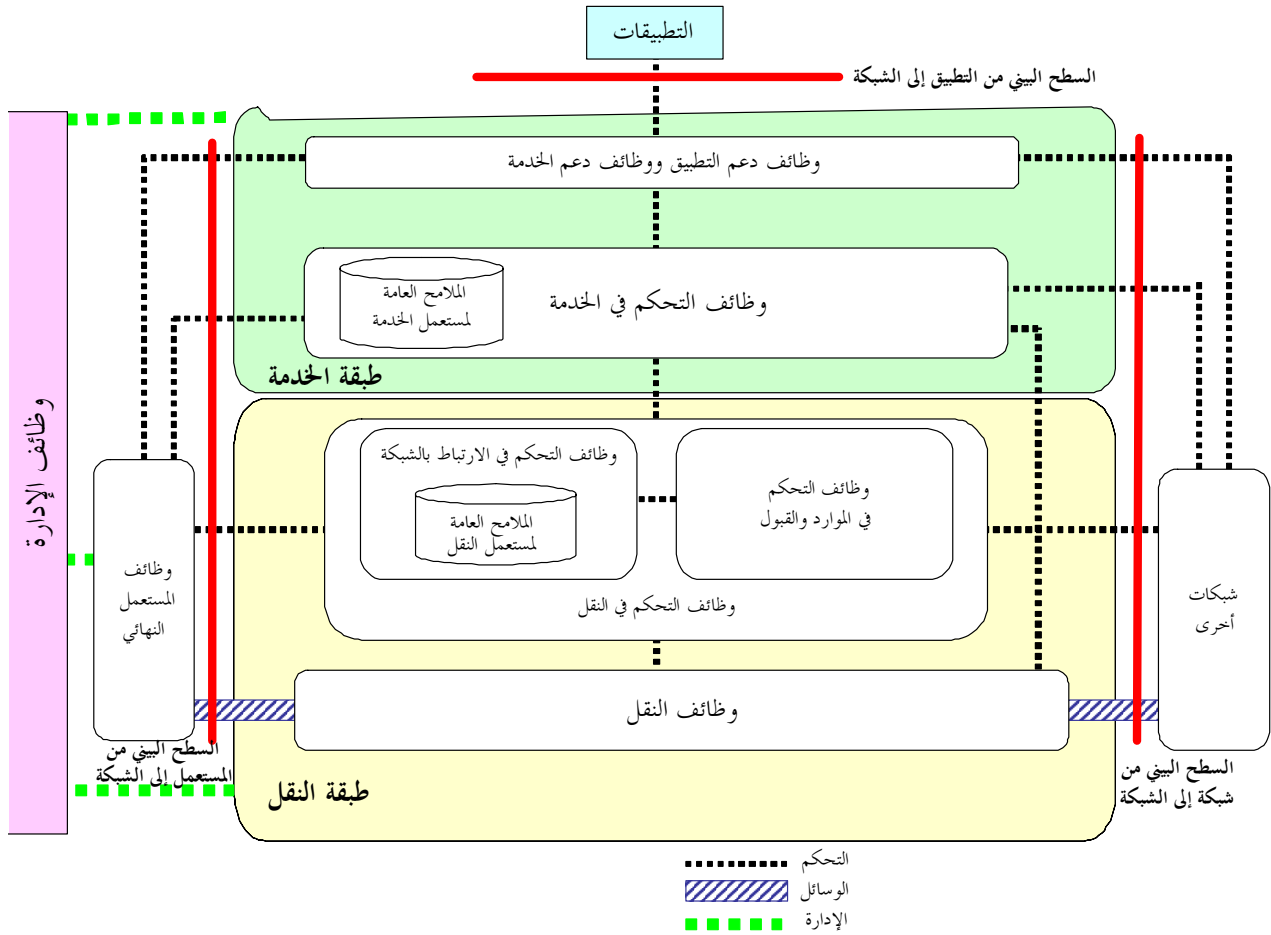 التطبيقات
السطح البيني من التطبيق إلى الشبكة
وظائف دعم التطبيق ووظائف دعم الخدمة
وظائف التحكم في الخدمة
الملامح العامة
لمستعمل الخدمة
طبقة الخدمة
وظائف الإدارة
وظائف التحكم في الارتباط بالشبكة
الملامح العامة
لمستعمل النقل
وظائف التحكم
في الموارد والقبول
وظائف التحكم في النقل
وظائف
المستعمل
النهائي
شبكات
أخرى
وظائف النقل
السطح البيني من
المستعمل إلى الشبكة
السطح البيني من
شبكة إلى الشبكة
طبقة النقل
التحكم
الوسائل
الإدارة